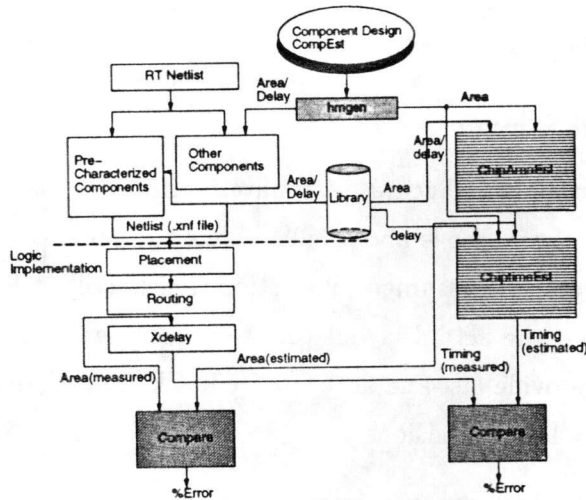 Component Design
CompEst
RT Netlist
Area/
Delay
hmgen
Area
Pre-
Characterized
Components
Other
Components
Area/
delay
ChipAreaEst
Area/
Delay
Library
Area
Netlist (.xnf file)
delay
Logic
Implementation
Placement
ChiptimeEst
Routing
Xdelay
Area(measured)
Area(estimated)
Timing
(measured)
Timing
(estimated)
Compare
Compare
%Error
%Error